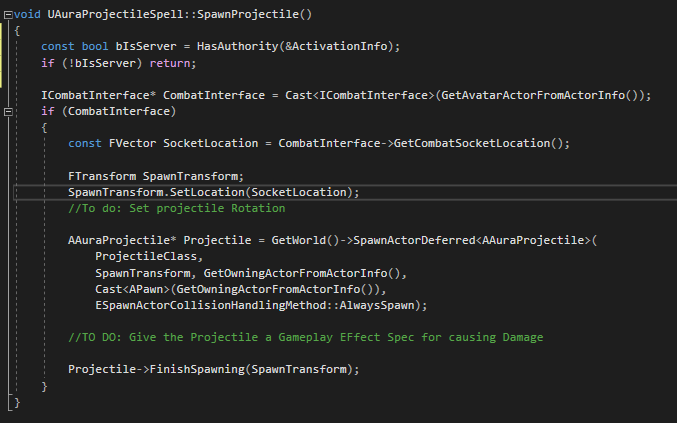 void UAuraProjectileSpell::SpawnProjectile()
{
const bool bIsServer = HasAuthority(&ActivationInfo);
if (!bIsServer) return;
ICombatInterface* CombatInterface = Cast<ICombatInterface>(GetAvatarActorFromActorInfo());
if (CombatInterface)
{
const FVector SocketLocation = CombatInterface->GetCombatSocketLocation();
FTransform SpawnTransform;
SpawnTransform.SetLocation(SocketLocation);
//To do: Set projectile Rotation
AAuraProjectile* Projectile = GetWorld()->SpawnActorDeferred<AAuraProjectile>(
ProjectileClass,
SpawnTransform, GetOwningActorFromActorInfo(),
Cast<APawn>(GetOwningActorFromActorInfo()),
ESpawnActorCollisionHandlingMethod::AlwaysSpawn);
//TO DO: Give the Projectile a Gameplay EFfect Spec for causing Damage
Projectile->FinishSpawning(SpawnTransform);
}
}